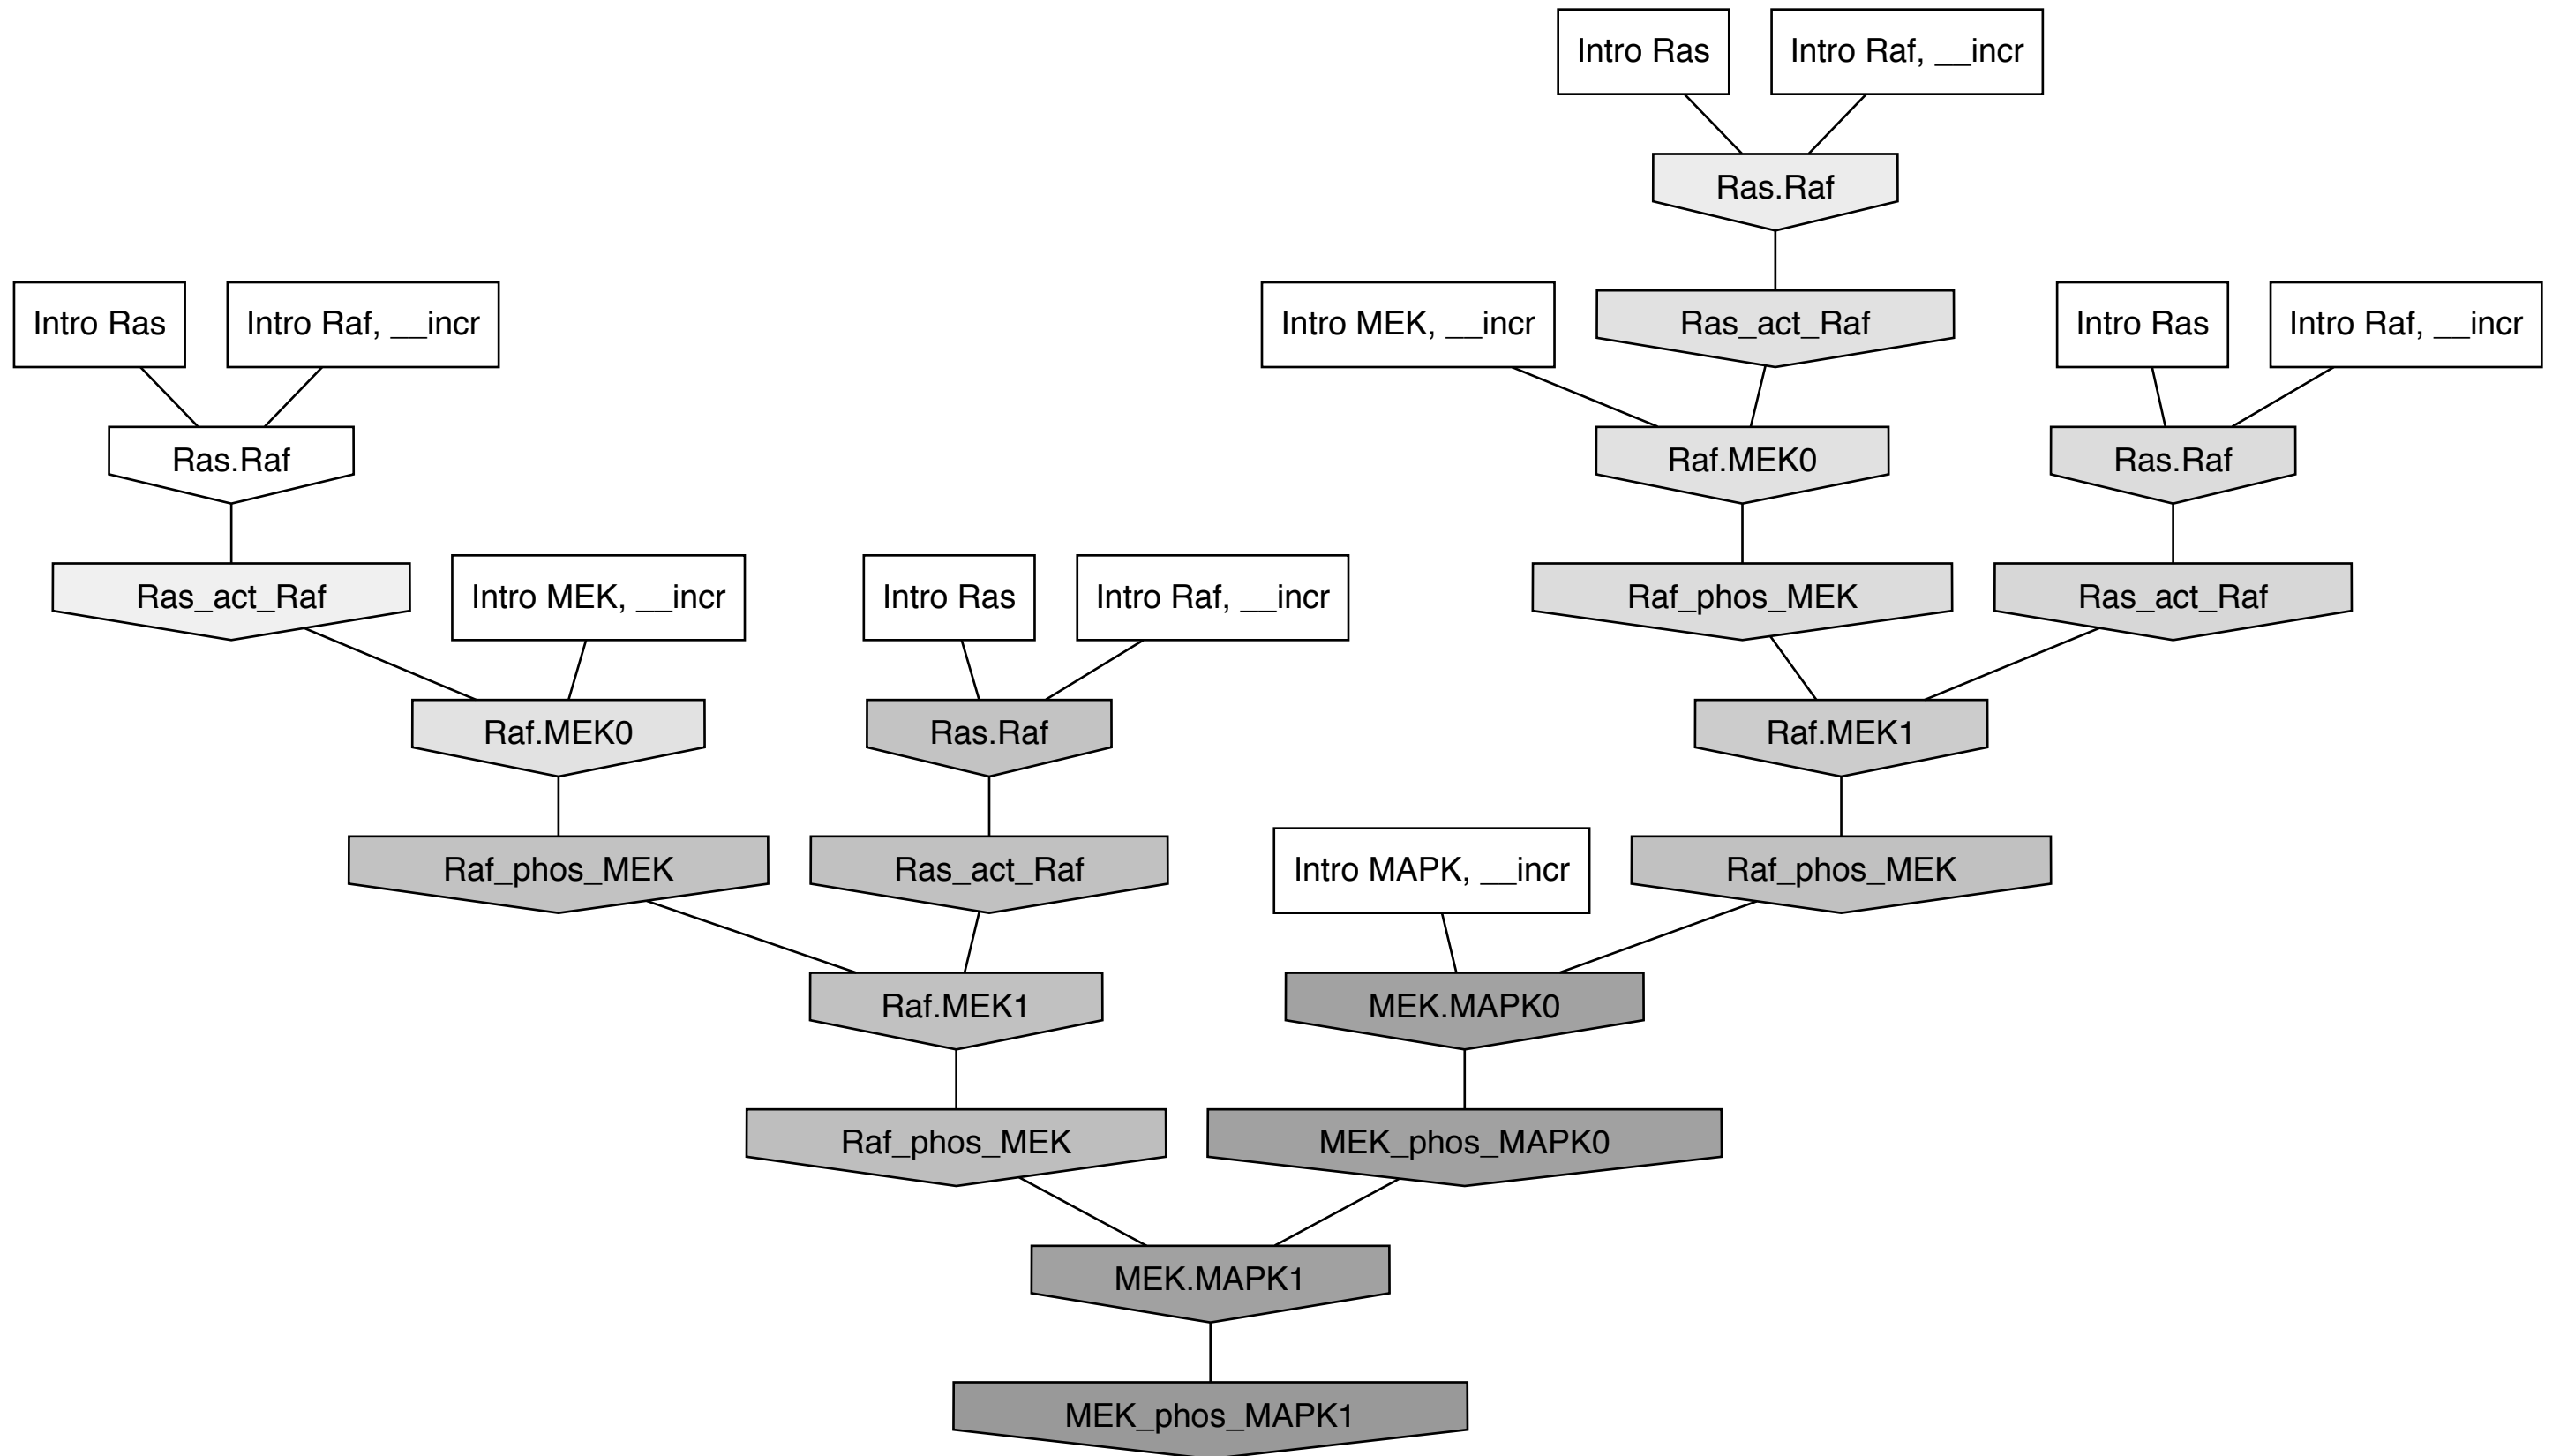 Intro Ras
Intro Raf, __incr
Ras.Raf
Intro Ras
Intro Raf, __incr
Intro MEK, __incr
Ras_act_Raf
Intro Ras
Intro Raf, __incr
Ras.Raf
Raf.MEK0
Ras.Raf
Ras_act_Raf
Intro MEK, __incr
Intro Ras
Intro Raf, __incr
Raf_phos_MEK
Ras_act_Raf
Raf.MEK0
Ras.Raf
Raf.MEK1
Raf_phos_MEK
Ras_act_Raf
Intro MAPK, __incr
Raf_phos_MEK
Raf.MEK1
MEK.MAPK0
Raf_phos_MEK
MEK_phos_MAPK0
MEK.MAPK1
MEK_phos_MAPK1